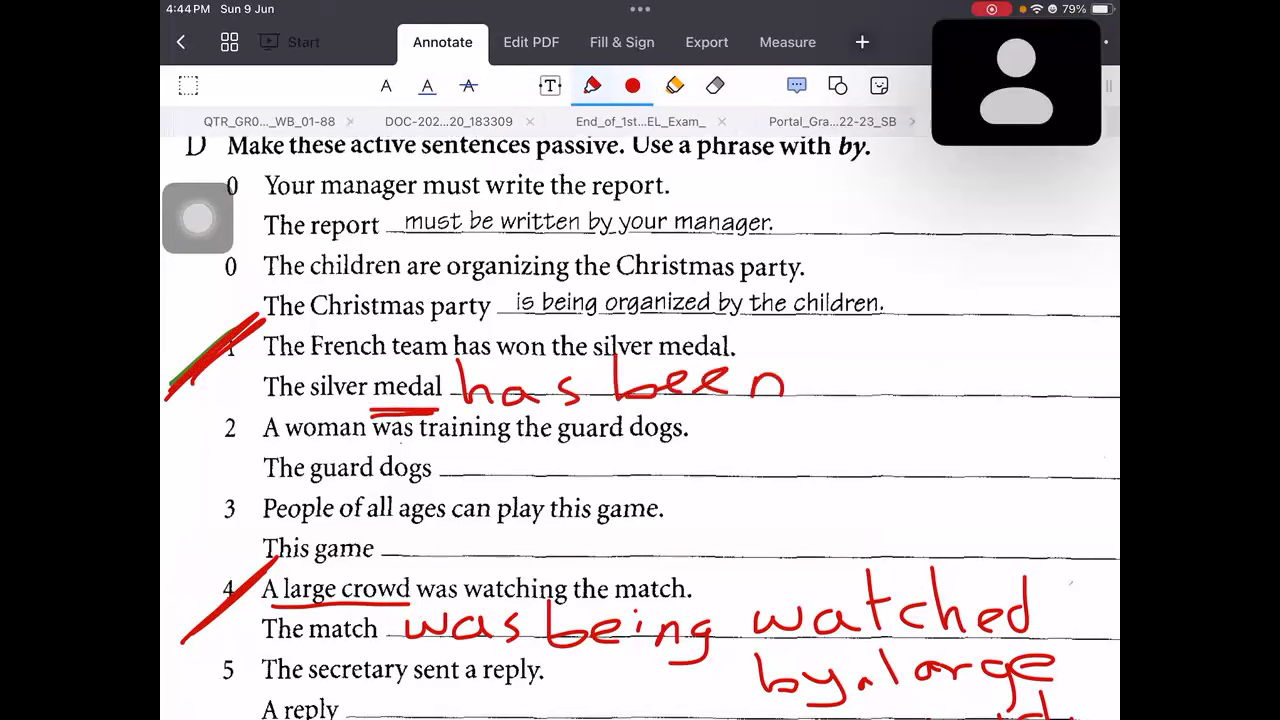 4:44 PM Sun 9 Jun 79%
Start Annotate Edit PDF Fill & Sign Export Measure
A A A T
QTR_GR0..._WB_01-88 × DOC-202...20_183309 × End_of_1st...EL_Exam_ × Portal_Gra...22-23_SB
D Make these active sentences passive. Use a phrase with by.
0 Your manager must write the report.
The report must be written by your manager.
0 The children are organizing the Christmas party.
The Christmas party is being organized by the children.
1 The French team has won the silver medal.
The silver medal has been
2 A woman was training the guard dogs.
The guard dogs
3 People of all ages can play this game.
This game
4 A large crowd was watching the match.
The match was being watched
by a large
5 The secretary sent a reply.
A reply